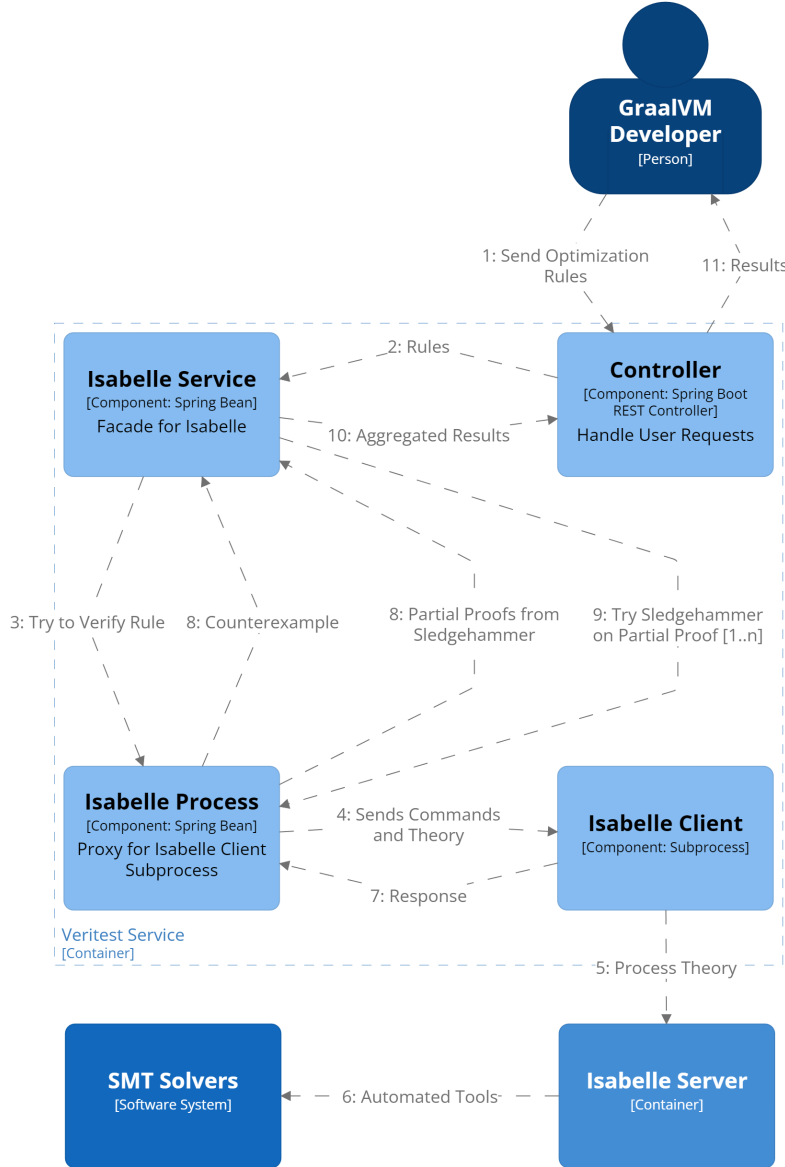 GraalVM
Developer
[Person]
1: Send Optimization
Rules
11: Results
2: Rules
Isabelle Service
[Component: Spring Bean]
Facade for Isabelle
Controller
[Component: Spring Boot
REST Controller]
Handle User Requests
10: Aggregated Results
3: Try to Verify Rule
8: Counterexample
8: Partial Proofs from
Sledgehammer
9: Try Sledgehammer
on Partial Proof [1..n]
Isabelle Process
[Component: Spring Bean]
Proxy for Isabelle Client
Subprocess
4: Sends Commands
and Theory
Isabelle Client
[Component: Subprocess]
7: Response
Veritest Service
[Container]
5: Process Theory
SMT Solvers
[Software System]
6: Automated Tools
Isabelle Server
[Container]